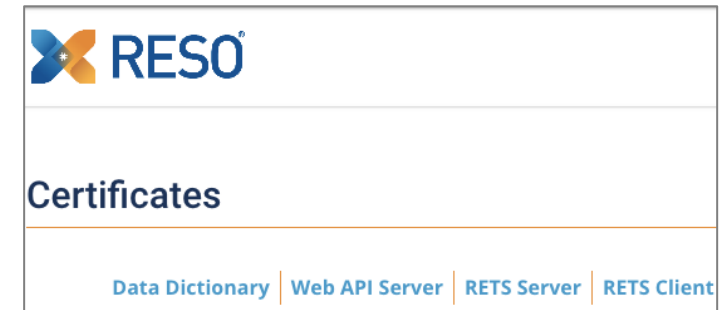 RESO®
Certificates
Data Dictionary | Web API Server | RETS Server | RETS Client